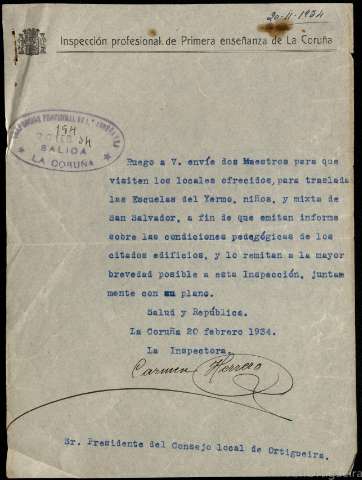 20-II-1934
Inspección profesional de Primera enseñanza de La Coruña
194
20 FEB 34
SALIDA
LA CORUÑA
Ruego a V. envíe dos Maestros para que
visiten los locales ofrecidos, para traslada
las Escuelas del Yermo, niños, y mixta de
San Salvador, a fin de que emitan informe
sobre las condiciones pedagógicas de los
citados edificios, y lo remitan a la mayor
brevedad posible a esta Inspección, juntam
mente con su plano.
Salud y República.
La Coruña 20 febrero 1934.
La Inspectora,
Carmen Herrero
Sr. Presidente del Consejo local de Ortigueira.